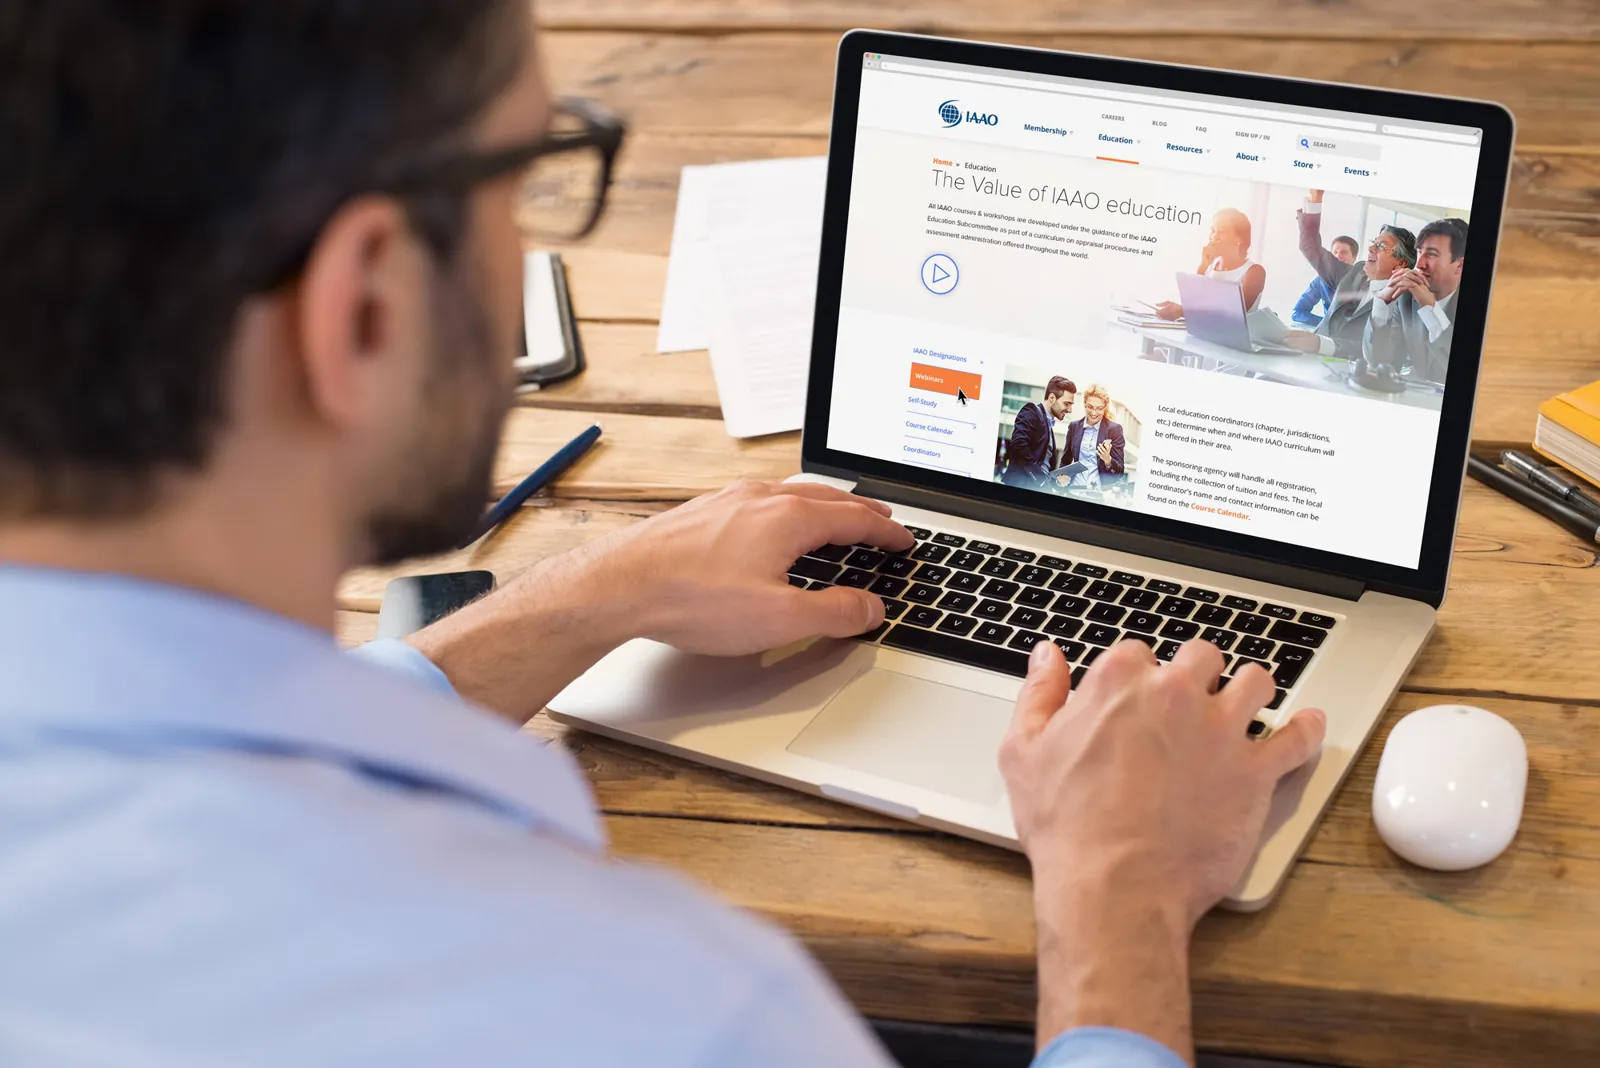 IAAO
CAREERS
BLOG
FAQ
SIGN UP / IN
SEARCH
Membership
Education
Resources
About
Store
Events
Home » Education
The Value of IAAO education
All IAAO courses & workshops are developed under the guidance of the IAAO
Education Subcommittee as part of a curriculum on appraisal procedures and
assessment administration offered throughout the world.
IAAO Designations
Webinars
Self-Study
Course Calendar
Coordinators
Local education coordinators (chapter, jurisdictions,
etc.) determine when and where IAAO curriculum will
be offered in their area.
The sponsoring agency will handle all registration,
including the collection of tuition and fees. The local
coordinator's name and contact information can be
found on the Course Calendar.